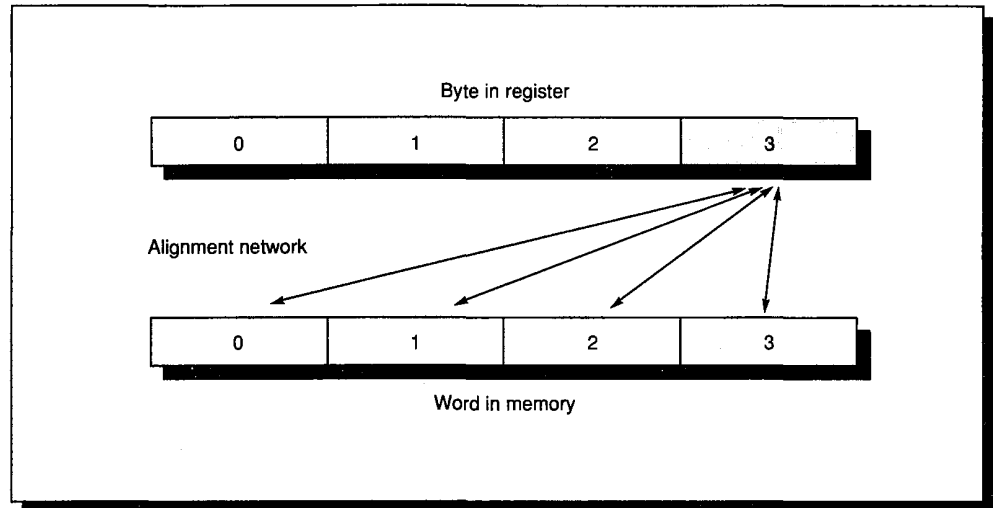 Byte in register
0 1 2 3
Alignment network
0 1 2 3
Word in memory